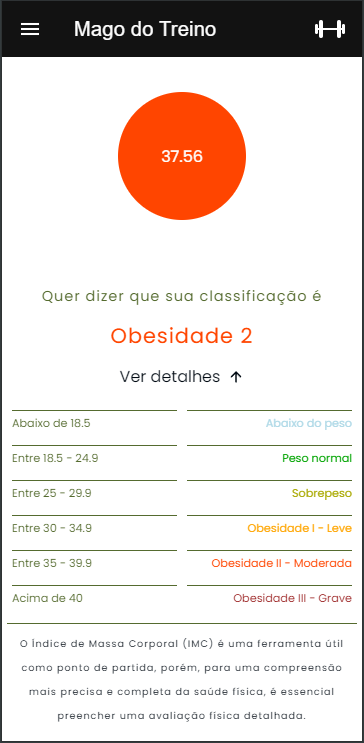 Mago do Treino
37.56
Quer dizer que sua classificação é
Obesidade 2
Ver detalhes
Abaixo de 18.5 Abaixo do peso
Entre 18.5 - 24.9 Peso normal
Entre 25 - 29.9 Sobrepeso
Entre 30 - 34.9 Obesidade I - Leve
Entre 35 - 39.9 Obesidade II - Moderada
Acima de 40 Obesidade III - Grave
O Índice de Massa Corporal (IMC) é uma ferramenta útil
como ponto de partida, porém, para uma compreensão
mais precisa e completa da saúde física, é essencial
preencher uma avaliação física detalhada.